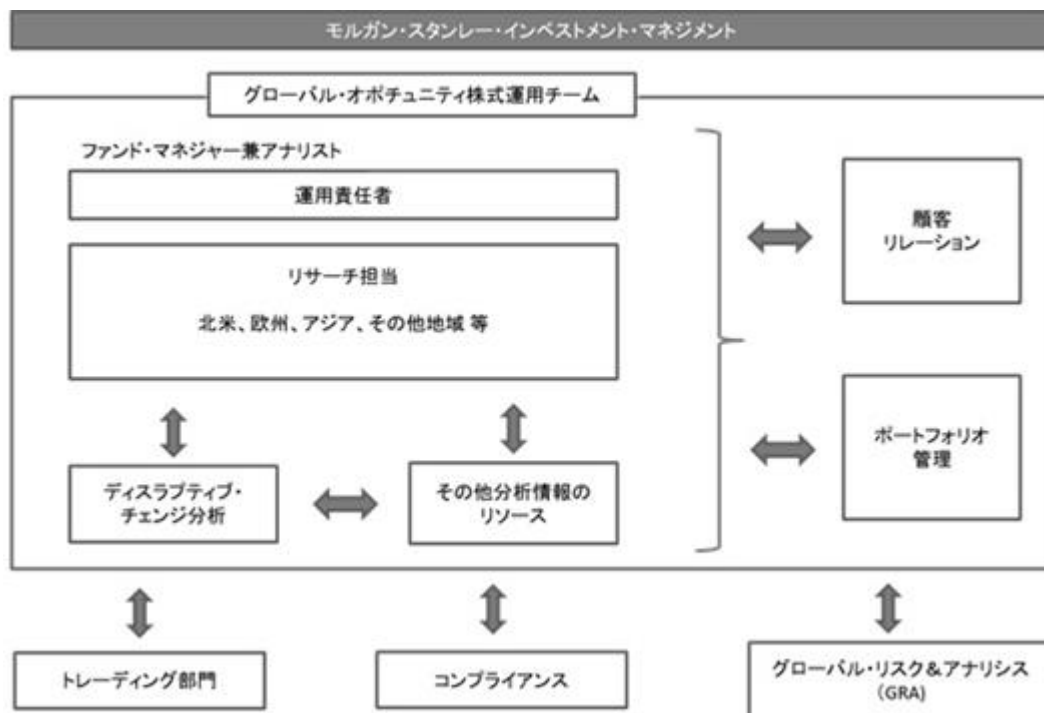 モルガン・スタンレー・インベストメント・マネジメント
グローバル・オポチュニティ株式運用チーム
ファンド・マネジャー兼アナリスト
運用責任者
リサーチ担当
北米、欧州、アジア、その他地域 等
顧客
リレーション
ディスラプティブ・
チェンジ分析
その他分析情報の
リソース
ポートフォリオ
管理
トレーディング部門
コンプライアンス
グローバル・リスク&アナリシス
(GRA)